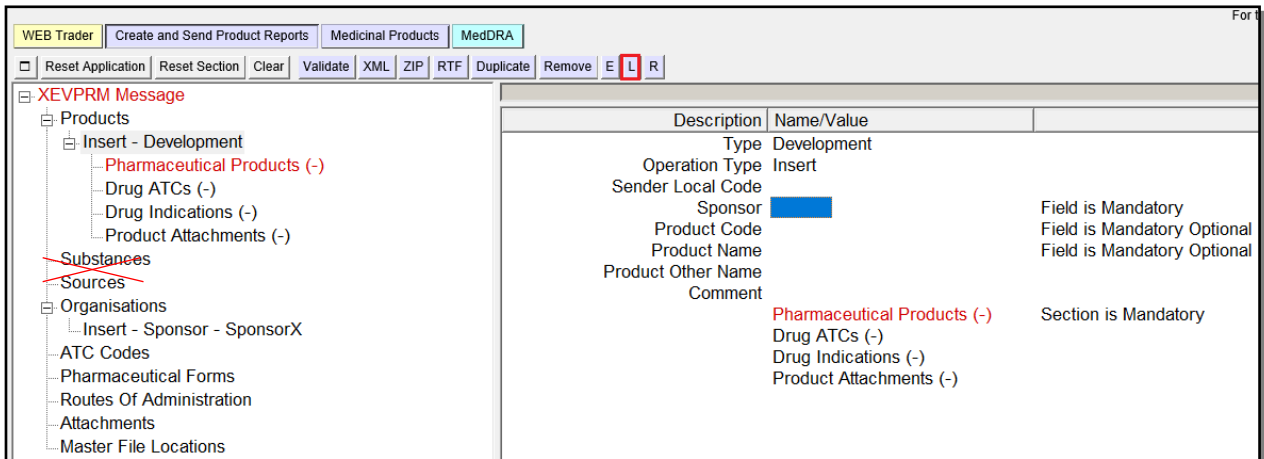 For t
WEB Trader Create and Send Product Reports Medicinal Products MedDRA
Reset Application Reset Section Clear Validate XML ZIP RTF Duplicate Remove E L R
XEVPRM Message
Products
Insert - Development
Pharmaceutical Products (-)
Drug ATCs (-)
Drug Indications (-)
Product Attachments (-)
Substances
Sources
Organisations
Insert - Sponsor - SponsorX
ATC Codes
Pharmaceutical Forms
Routes Of Administration
Attachments
Master File Locations
Description Name/Value
Type Development
Operation Type Insert
Sender Local Code
Sponsor Field is Mandatory
Product Code Field is Mandatory Optional
Product Name Field is Mandatory Optional
Product Other Name
Comment
Pharmaceutical Products (-) Section is Mandatory
Drug ATCs (-)
Drug Indications (-)
Product Attachments (-)